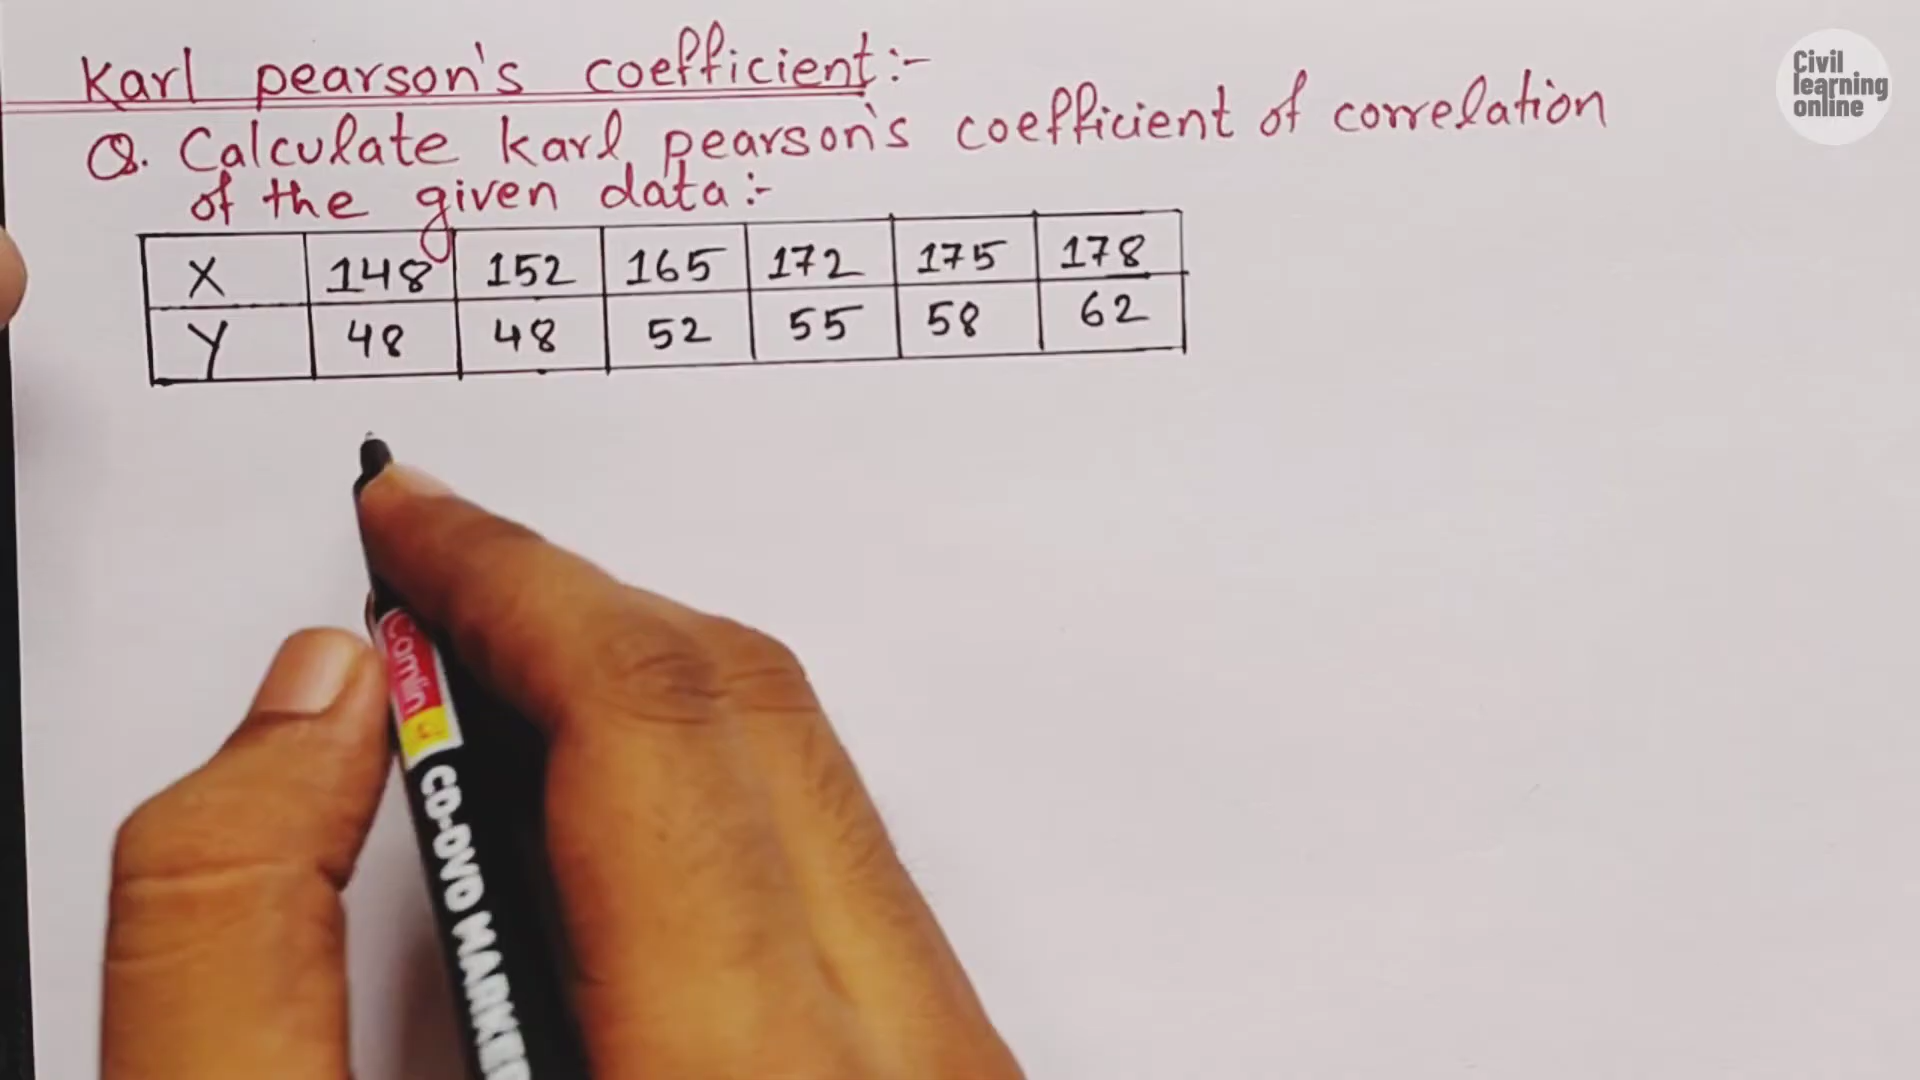 Karl pearson's coefficient:-
Q. Calculate karl pearson's coefficient of correlation
of the given data:-
X 148 152 165 172 175 178
Y 48 48 52 55 58 62
Civil
learning
online
Camlin
CD-DVD MARKER